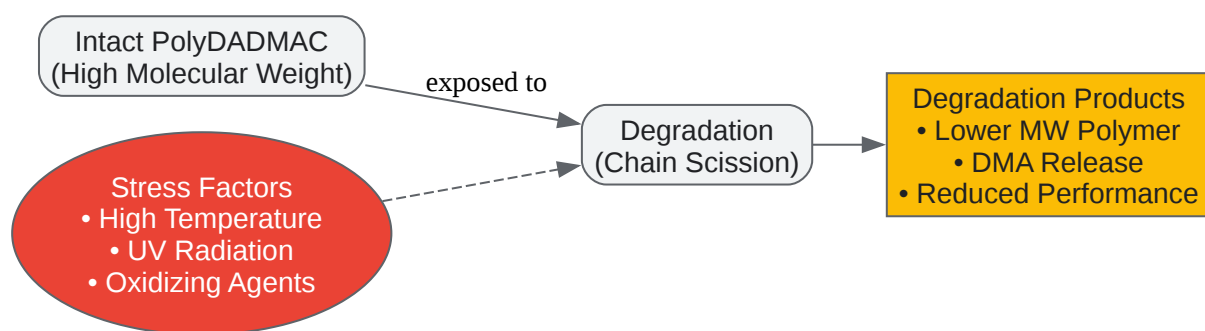 Intact PolyDADMAC
(High Molecular Weight)
exposed to
Stress Factors
• High Temperature
• UV Radiation
• Oxidizing Agents
Degradation
(Chain Scission)
Degradation Products
• Lower MW Polymer
• DMA Release
• Reduced Performance